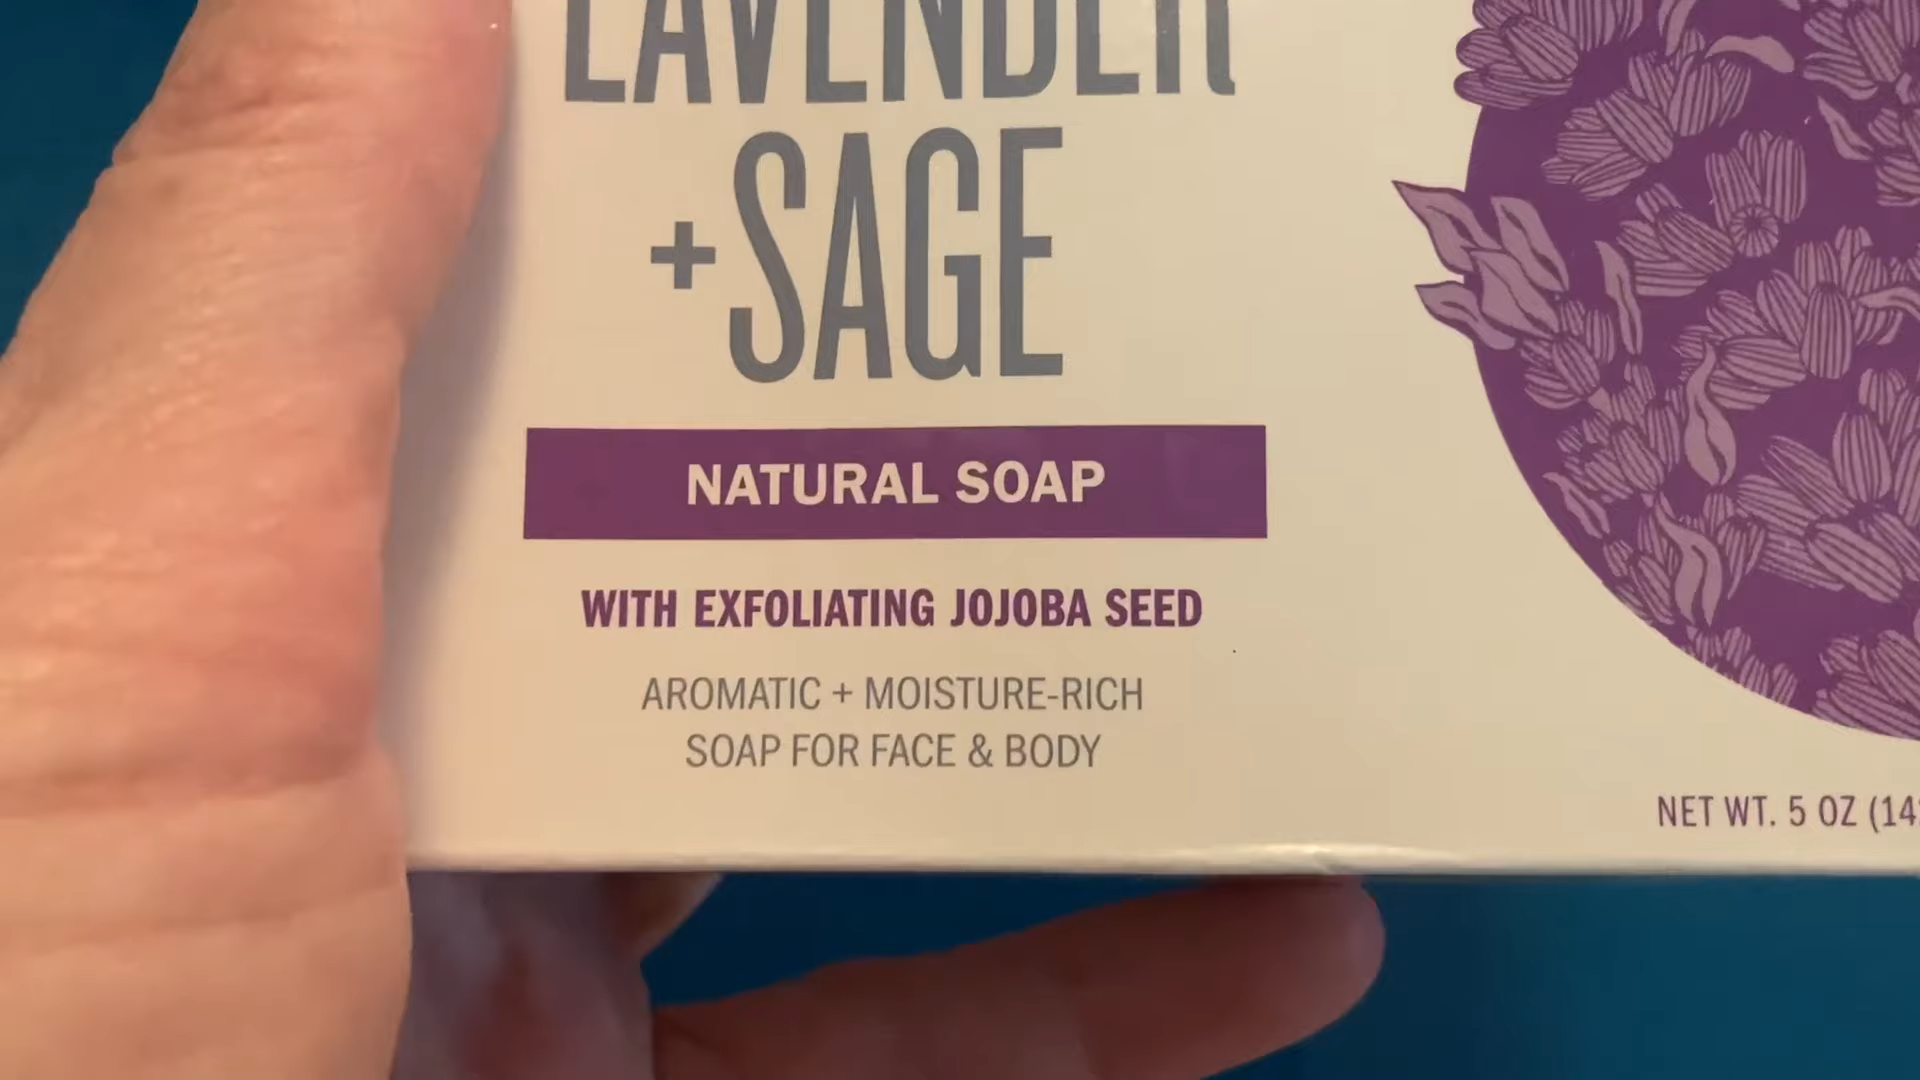 LAVENDER
+SAGE
NATURAL SOAP
WITH EXFOLIATING JOJOBA SEED
AROMATIC + MOISTURE-RICH
SOAP FOR FACE & BODY
NET WT. 5 OZ (14